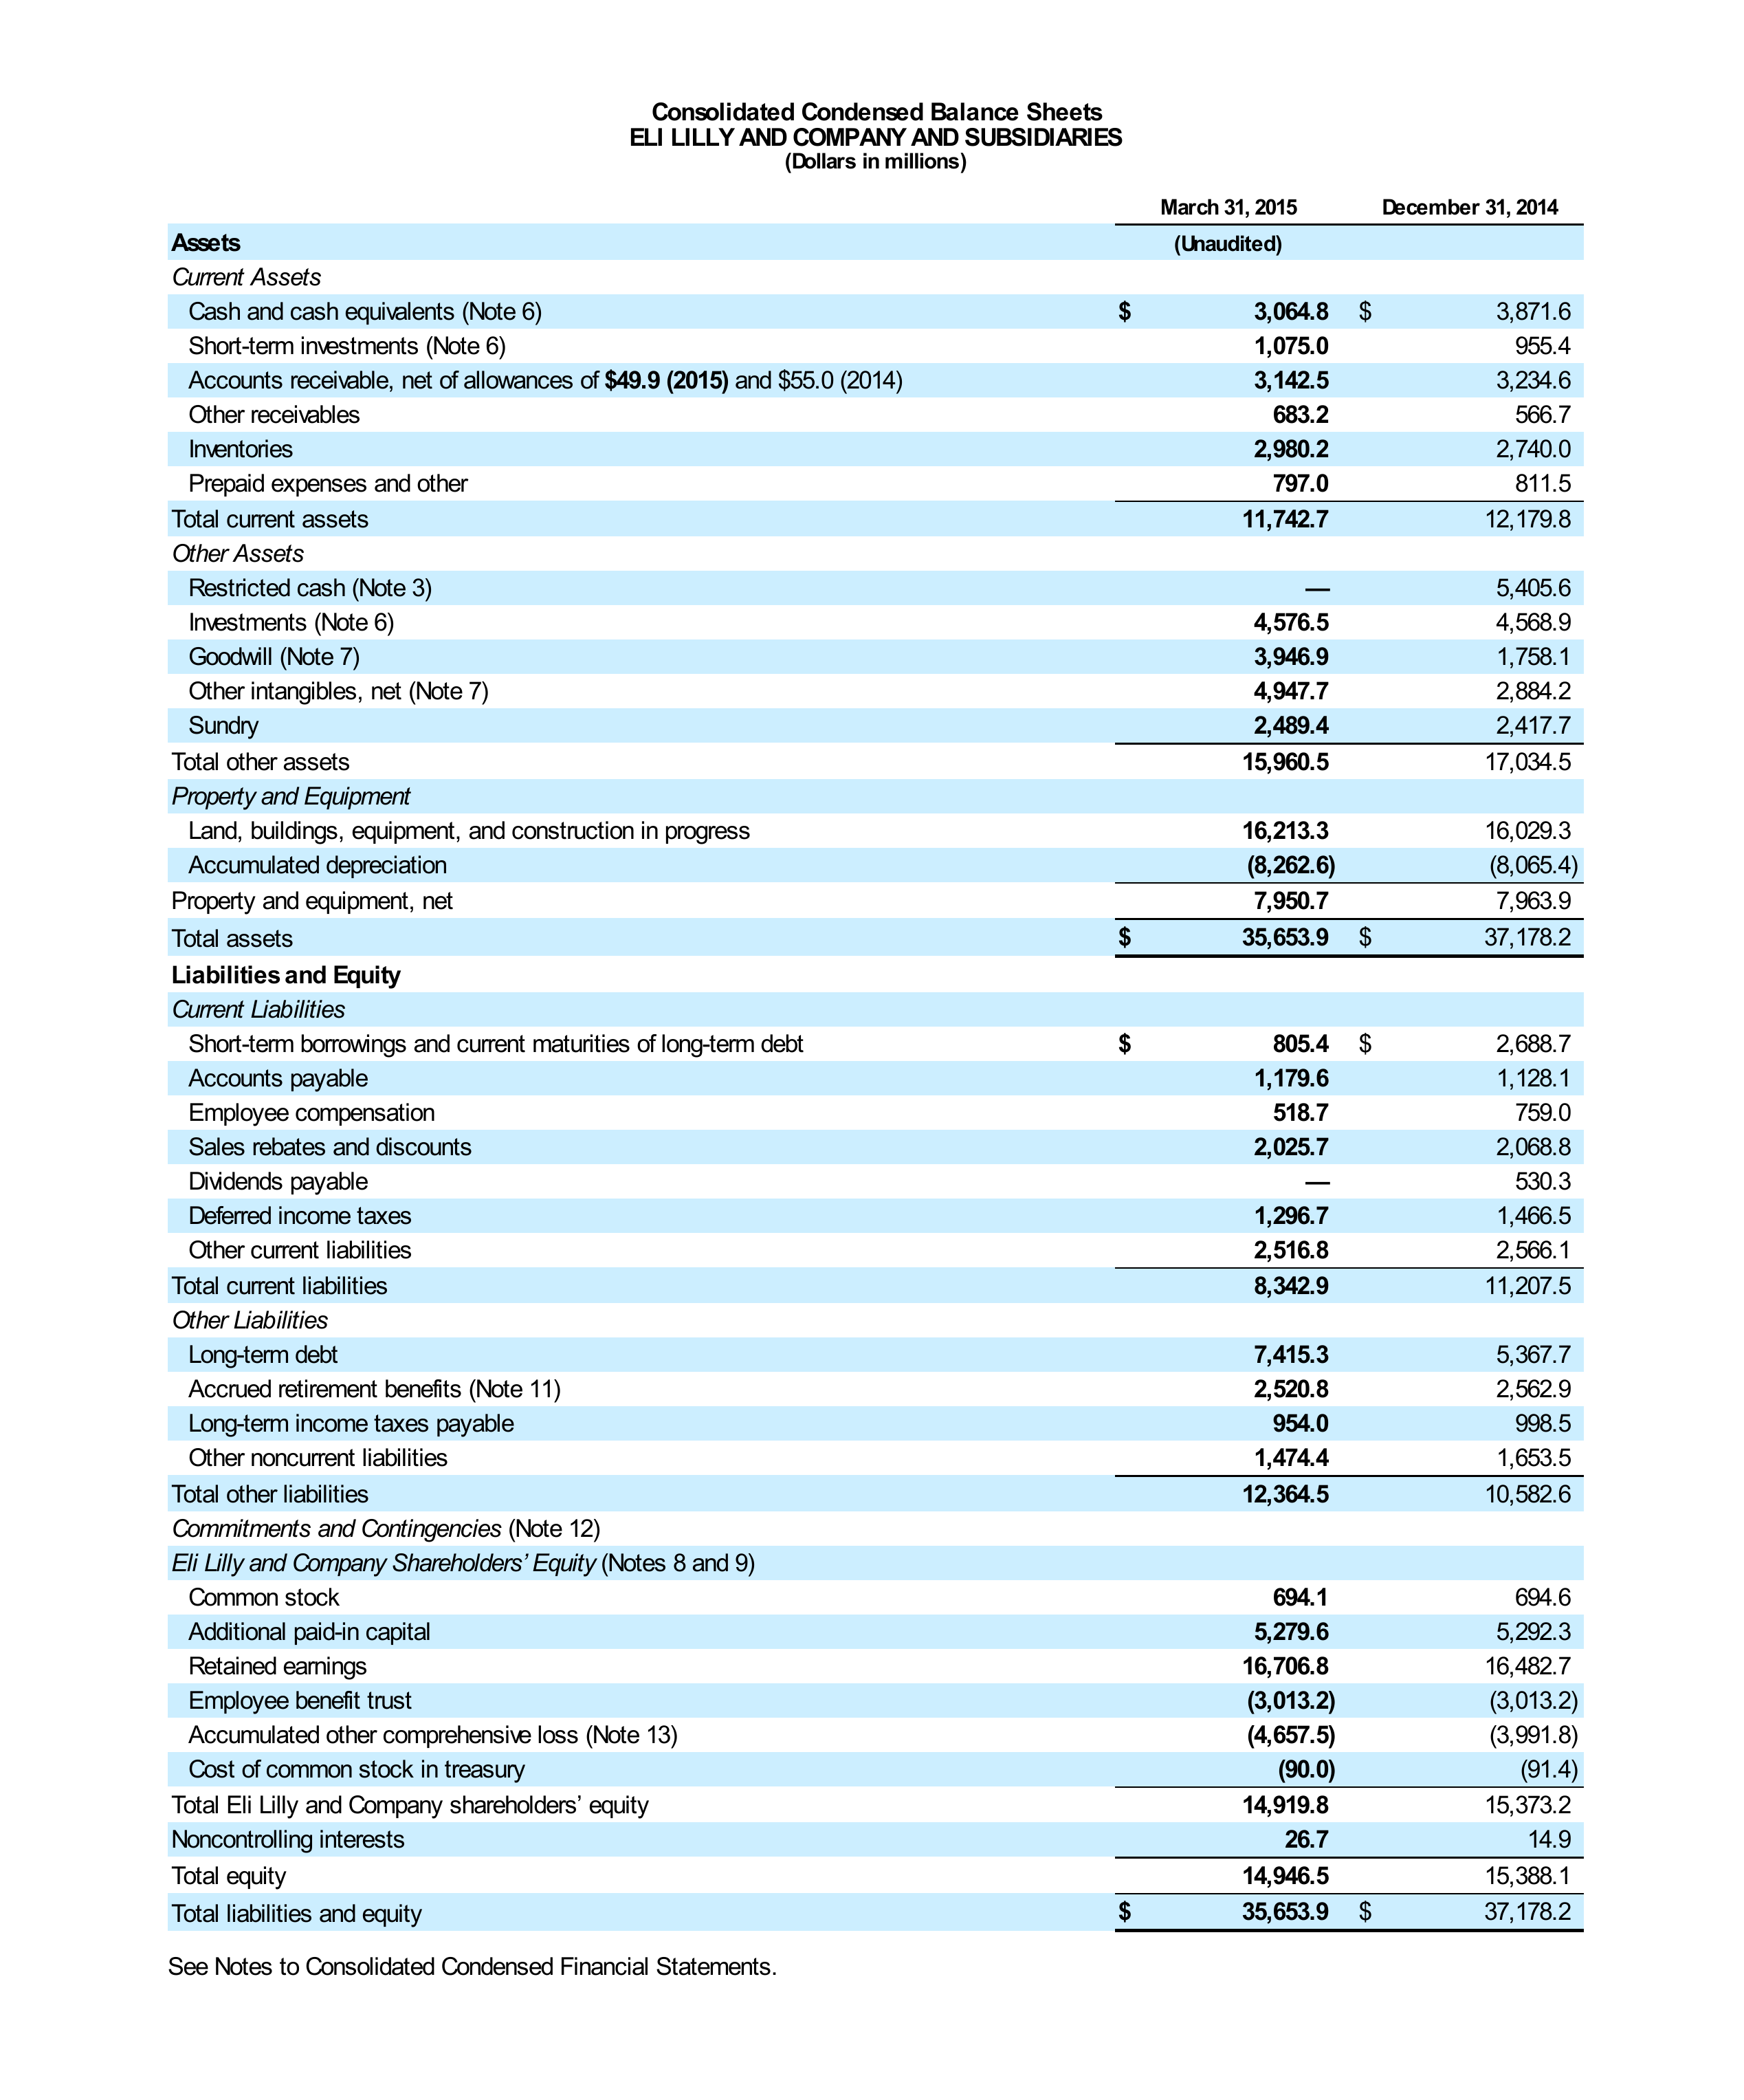 Consolidated Condensed Balance Sheets
ELI LILLY AND COMPANY AND SUBSIDIARIES
(Dollars in millions)
March 31, 2015 December 31, 2014
Assets (Unaudited)
Current Assets
Cash and cash equivalents (Note 6) $ 3,064.8 $ 3,871.6
Short-term investments (Note 6) 1,075.0 955.4
Accounts receivable, net of allowances of $49.9 (2015) and $55.0 (2014) 3,142.5 3,234.6
Other receivables 683.2 566.7
Inventories 2,980.2 2,740.0
Prepaid expenses and other 797.0 811.5
Total current assets 11,742.7 12,179.8
Other Assets
Restricted cash (Note 3) — 5,405.6
Investments (Note 6) 4,576.5 4,568.9
Goodwill (Note 7) 3,946.9 1,758.1
Other intangibles, net (Note 7) 4,947.7 2,884.2
Sundry 2,489.4 2,417.7
Total other assets 15,960.5 17,034.5
Property and Equipment
Land, buildings, equipment, and construction in progress 16,213.3 16,029.3
Accumulated depreciation (8,262.6) (8,065.4)
Property and equipment, net 7,950.7 7,963.9
Total assets $ 35,653.9 $ 37,178.2
Liabilities and Equity
Current Liabilities
Short-term borrowings and current maturities of long-term debt $ 805.4 $ 2,688.7
Accounts payable 1,179.6 1,128.1
Employee compensation 518.7 759.0
Sales rebates and discounts 2,025.7 2,068.8
Dividends payable — 530.3
Deferred income taxes 1,296.7 1,466.5
Other current liabilities 2,516.8 2,566.1
Total current liabilities 8,342.9 11,207.5
Other Liabilities
Long-term debt 7,415.3 5,367.7
Accrued retirement benefits (Note 11) 2,520.8 2,562.9
Long-term income taxes payable 954.0 998.5
Other noncurrent liabilities 1,474.4 1,653.5
Total other liabilities 12,364.5 10,582.6
Commitments and Contingencies (Note 12)
Eli Lilly and Company Shareholders’ Equity (Notes 8 and 9)
Common stock 694.1 694.6
Additional paid-in capital 5,279.6 5,292.3
Retained earnings 16,706.8 16,482.7
Employee benefit trust (3,013.2) (3,013.2)
Accumulated other comprehensive loss (Note 13) (4,657.5) (3,991.8)
Cost of common stock in treasury (90.0) (91.4)
Total Eli Lilly and Company shareholders’ equity 14,919.8 15,373.2
Noncontrolling interests 26.7 14.9
Total equity 14,946.5 15,388.1
Total liabilities and equity $ 35,653.9 $ 37,178.2
See Notes to Consolidated Condensed Financial Statements.